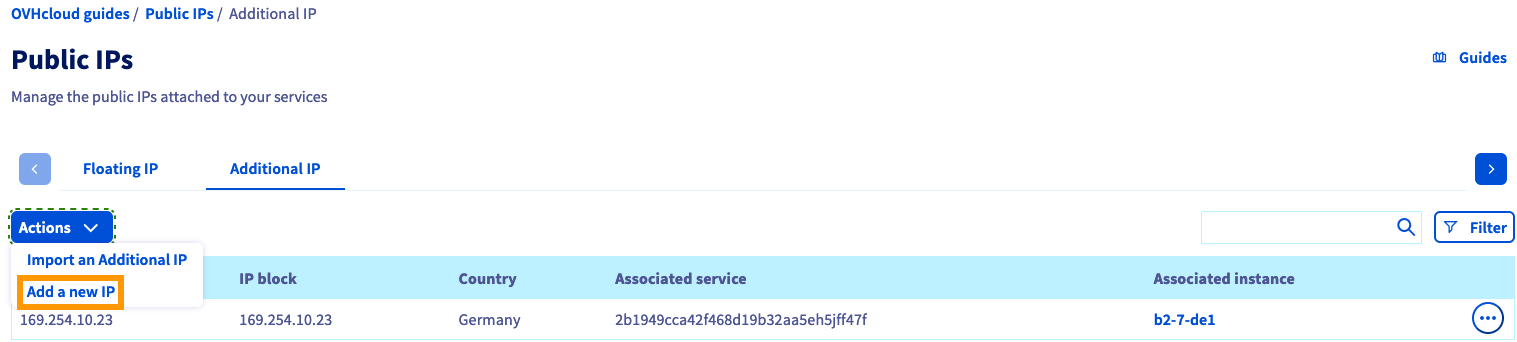 OVHcloud guides / Public IPs / Additional IP
Public IPs
Guides
Manage the public IPs attached to your services
Floating IP Additional IP
Actions
Filter
Import an Additional IP
Add a new IP
IP block Country Associated service Associated instance
169.254.10.23 169.254.10.23 Germany 2b1949cca42f468d19b32aa5eh5jff47f b2-7-de1